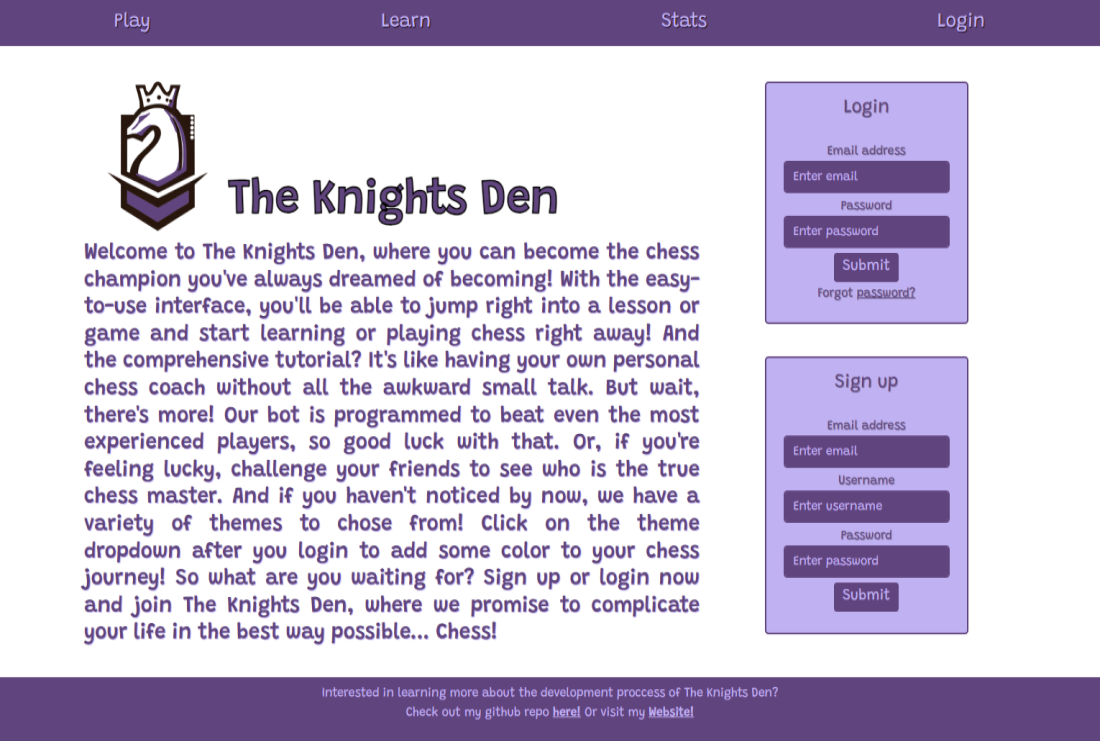 Play
Learn
Stats
Login
The Knights Den
Welcome to The Knights Den, where you can become the chess
champion you've always dreamed of becoming! With the easy-
to-use interface, you'll be able to jump right into a lesson or
game and start learning or playing chess right away! And
the comprehensive tutorial? It's like having your own personal
chess coach without all the awkward small talk. But wait,
there's more! Our bot is programmed to beat even the most
experienced players, so good luck with that. Or, if you're
feeling lucky, challenge your friends to see who is the true
chess master. And if you haven't noticed by now, we have a
variety of themes to chose from! Click on the theme
dropdown after you login to add some color to your chess
journey! So what are you waiting for? Sign up or login now
and join The Knights Den, where we promise to complicate
your life in the best way possible... Chess!
Login
Email address
Enter email
Password
Enter password
Submit
Forgot password?
Sign up
Email address
Enter email
Username
Enter username
Password
Enter password
Submit
Interested in learning more about the development proccess of The Knights Den?
Check out my github repo here! Or visit my Website!